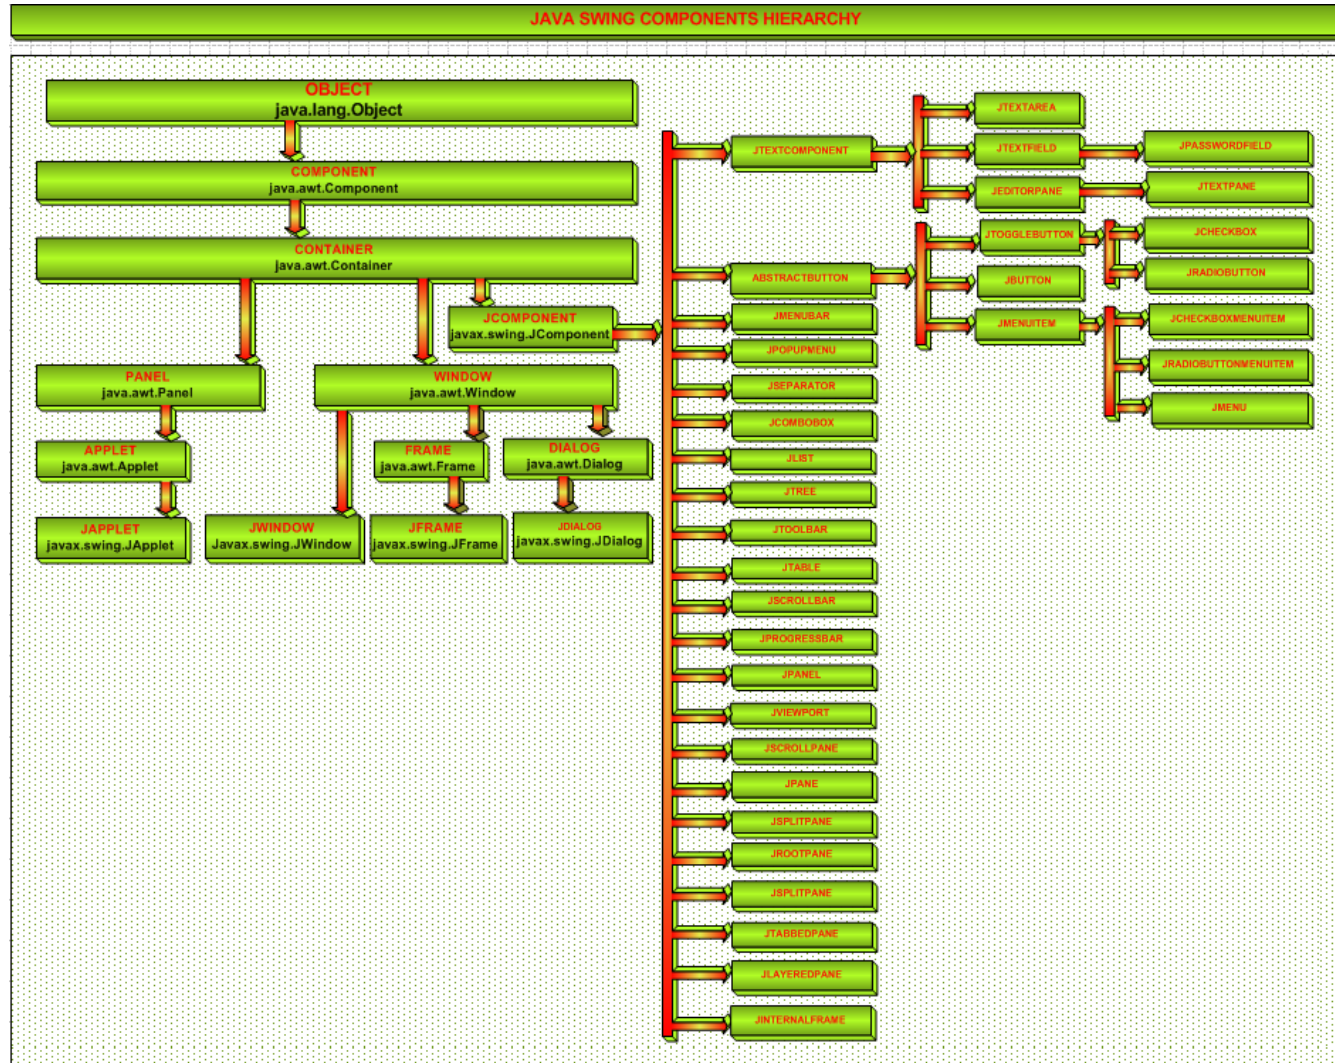 JAVA SWING COMPONENTS HIERARCHY
OBJECT
java.lang.Object
COMPONENT
java.awt.Component
CONTAINER
java.awt.Container
JCOMPONENT
javax.swing.JComponent
PANEL
java.awt.Panel
WINDOW
java.awt.Window
APPLET
java.awt.Applet
FRAME
java.awt.Frame
DIALOG
java.awt.Dialog
JAPPLET
javax.swing.JApplet
JWINDOW
Javax.swing.JWindow
JFRAME
javax.swing.JFrame
JDIALOG
javax.swing.JDialog
JTEXTCOMPONENT
ABSTRACTBUTTON
JMENUBAR
JPOPUPMENU
JSEPARATOR
JCOMBOBOX
JLIST
JTREE
JTOOLBAR
JTABLE
JSCROLLBAR
JPROGRESSBAR
JPANEL
JVIEWPORT
JSCROLLPANE
JPANE
JSPLITPANE
JROOTPANE
JSPLITPANE
JTABBEDPANE
JLAYEREDPANE
JINTERNALFRAME
JTEXTAREA
JTEXTFIELD
JEDITORPANE
JPASSWORDFIELD
JTEXTPANE
JTOGGLEBUTTON
JBUTTON
JMENUITEM
JCHECKBOX
JRADIOBUTTON
JCHECKBOXMENUITEM
JRADIOBUTTONMENUITEM
JMENU